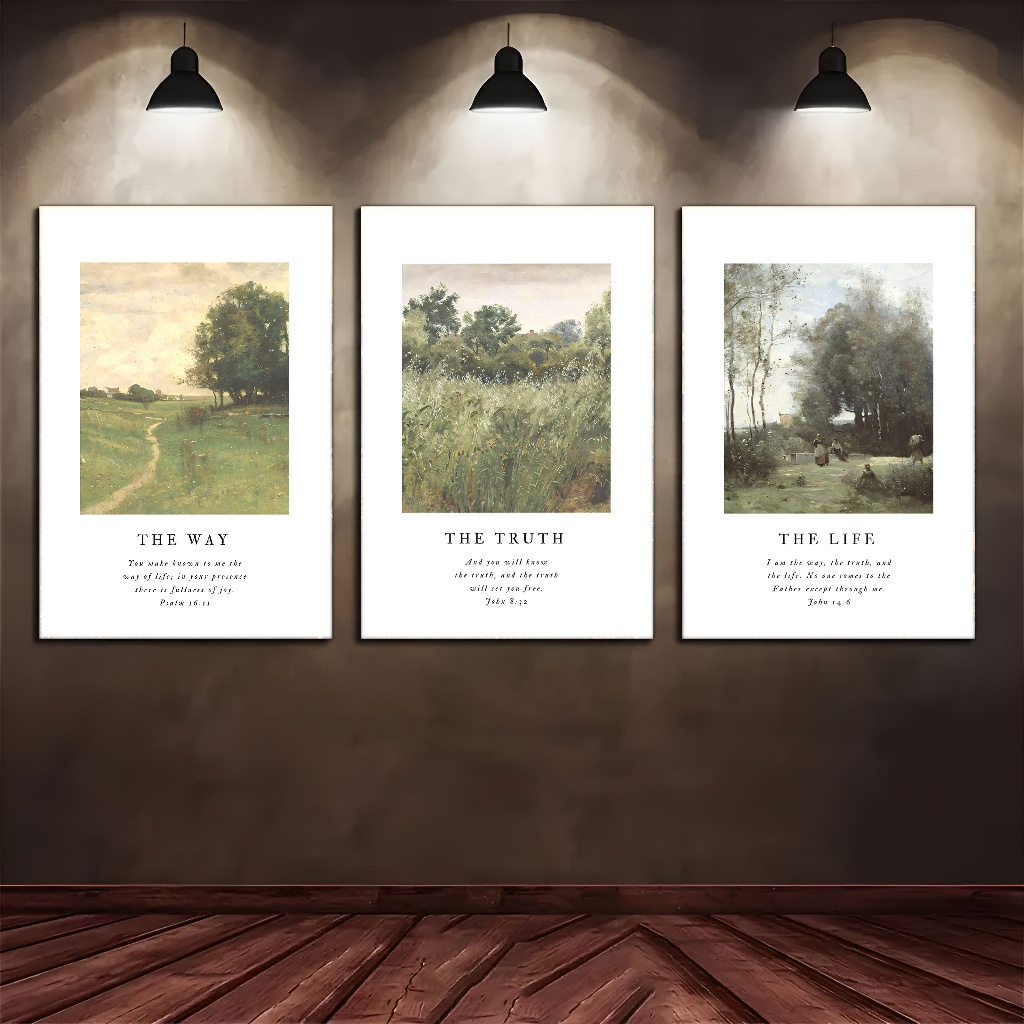 THE WAY
You make known to me the
way of life; in your presence
there is fullness of joy.
Psalm 16:11
THE TRUTH
And you will know
the truth, and the truth
will set you free.
John 8:32
THE LIFE
I am the way, the truth, and
the life. No one comes to the
Father except through me.
John 14:6